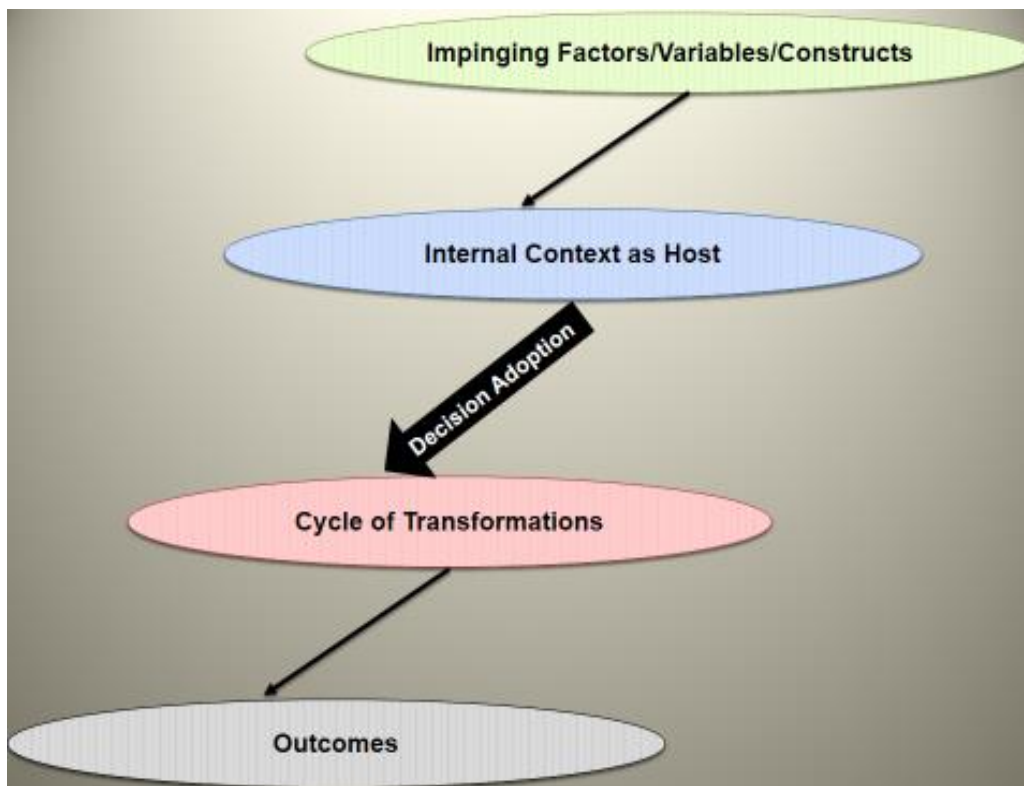 Impinging Factors/Variables/Constructs
Internal Context as Host
Decision Adoption
Cycle of Transformations
Outcomes